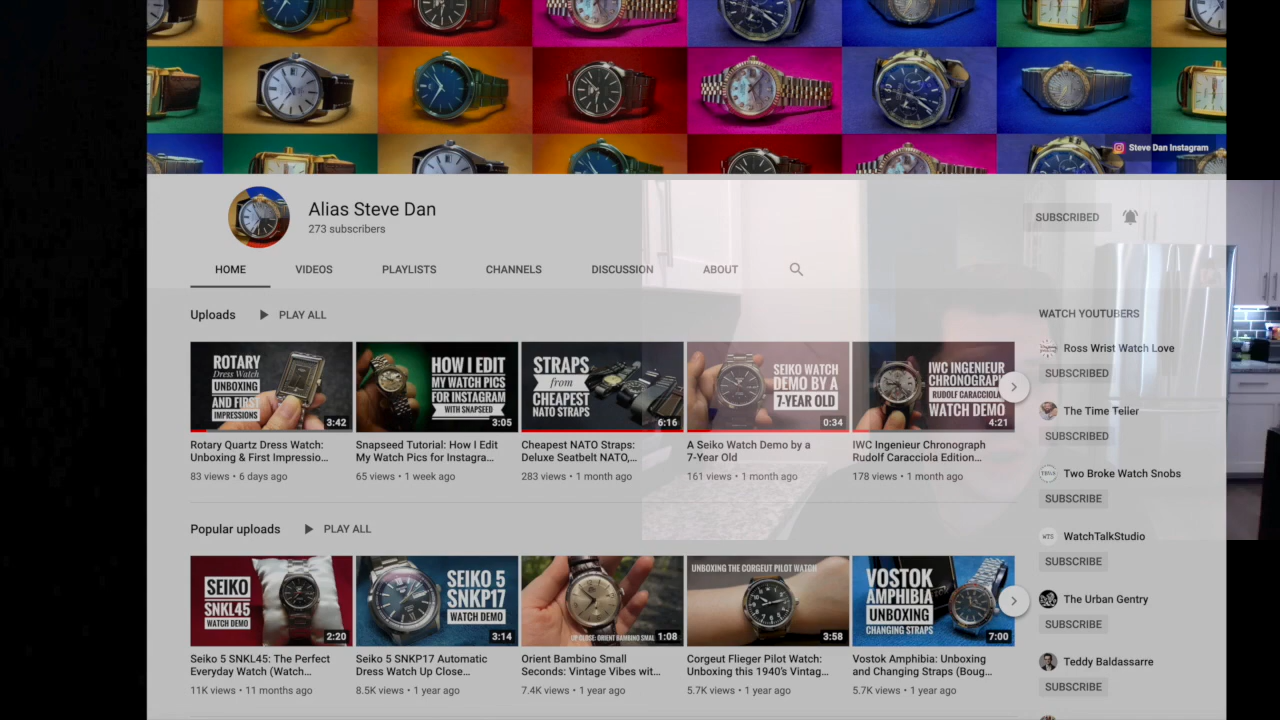 Steve Dan Instagram
Alias Steve Dan
273 subscribers
SUBSCRIBED
HOME VIDEOS PLAYLISTS CHANNELS DISCUSSION ABOUT
Uploads PLAY ALL
ROTARY
Dress Watch
UNBOXING
AND FIRST
IMPRESSIONS
3:42
HOW I EDIT
MY WATCH PICS
FOR INSTAGRAM
WITH SNAPSEED
3:05
STRAPS
from
CHEAPEST
NATO STRAPS
6:16
SEIKO WATCH
DEMO BY A
7-YEAR OLD
0:34
IWC INGENIEUR
CHRONOGRAPH
RUDOLF CARACCIOLA
WATCH DEMO
4:21
Rotary Quartz Dress Watch:
Unboxing & First Impressio...
83 views • 6 days ago
Snapseed Tutorial: How I Edit
My Watch Pics for Instagra...
65 views • 1 week ago
Cheapest NATO Straps:
Deluxe Seatbelt NATO,...
283 views • 1 month ago
A Seiko Watch Demo by a
7-Year Old
161 views • 1 month ago
IWC Ingenieur Chronograph
Rudolf Caracciola Edition...
178 views • 1 month ago
Popular uploads PLAY ALL
SEIKO
SNKL45
WATCH DEMO
2:20
SEIKO 5
SNKP17
WATCH DEMO
3:14
UP CLOSE: ORIENT BAMBINO SMAL
1:08
UNBOXING THE CORGEUT PILOT WATCH
3:58
VOSTOK
AMPHIBIA
UNBOXING
CHANGING STRAPS
7:00
Seiko 5 SNKL45: The Perfect
Everyday Watch (Watch...
11K views • 11 months ago
Seiko 5 SNKP17 Automatic
Dress Watch Up Close...
8.5K views • 1 year ago
Orient Bambino Small
Seconds: Vintage Vibes wit...
7.4K views • 1 year ago
Corgeut Flieger Pilot Watch:
Unboxing this 1940's Vintag...
5.7K views • 1 year ago
Vostok Amphibia: Unboxing
and Changing Straps (Boug...
5.7K views • 1 year ago
WATCH YOUTUBERS
Ross Wrist Watch Love
SUBSCRIBED
The Time Teller
SUBSCRIBED
Two Broke Watch Snobs
SUBSCRIBE
WTS
WatchTalkStudio
SUBSCRIBE
The Urban Gentry
SUBSCRIBE
Teddy Baldassarre
SUBSCRIBE